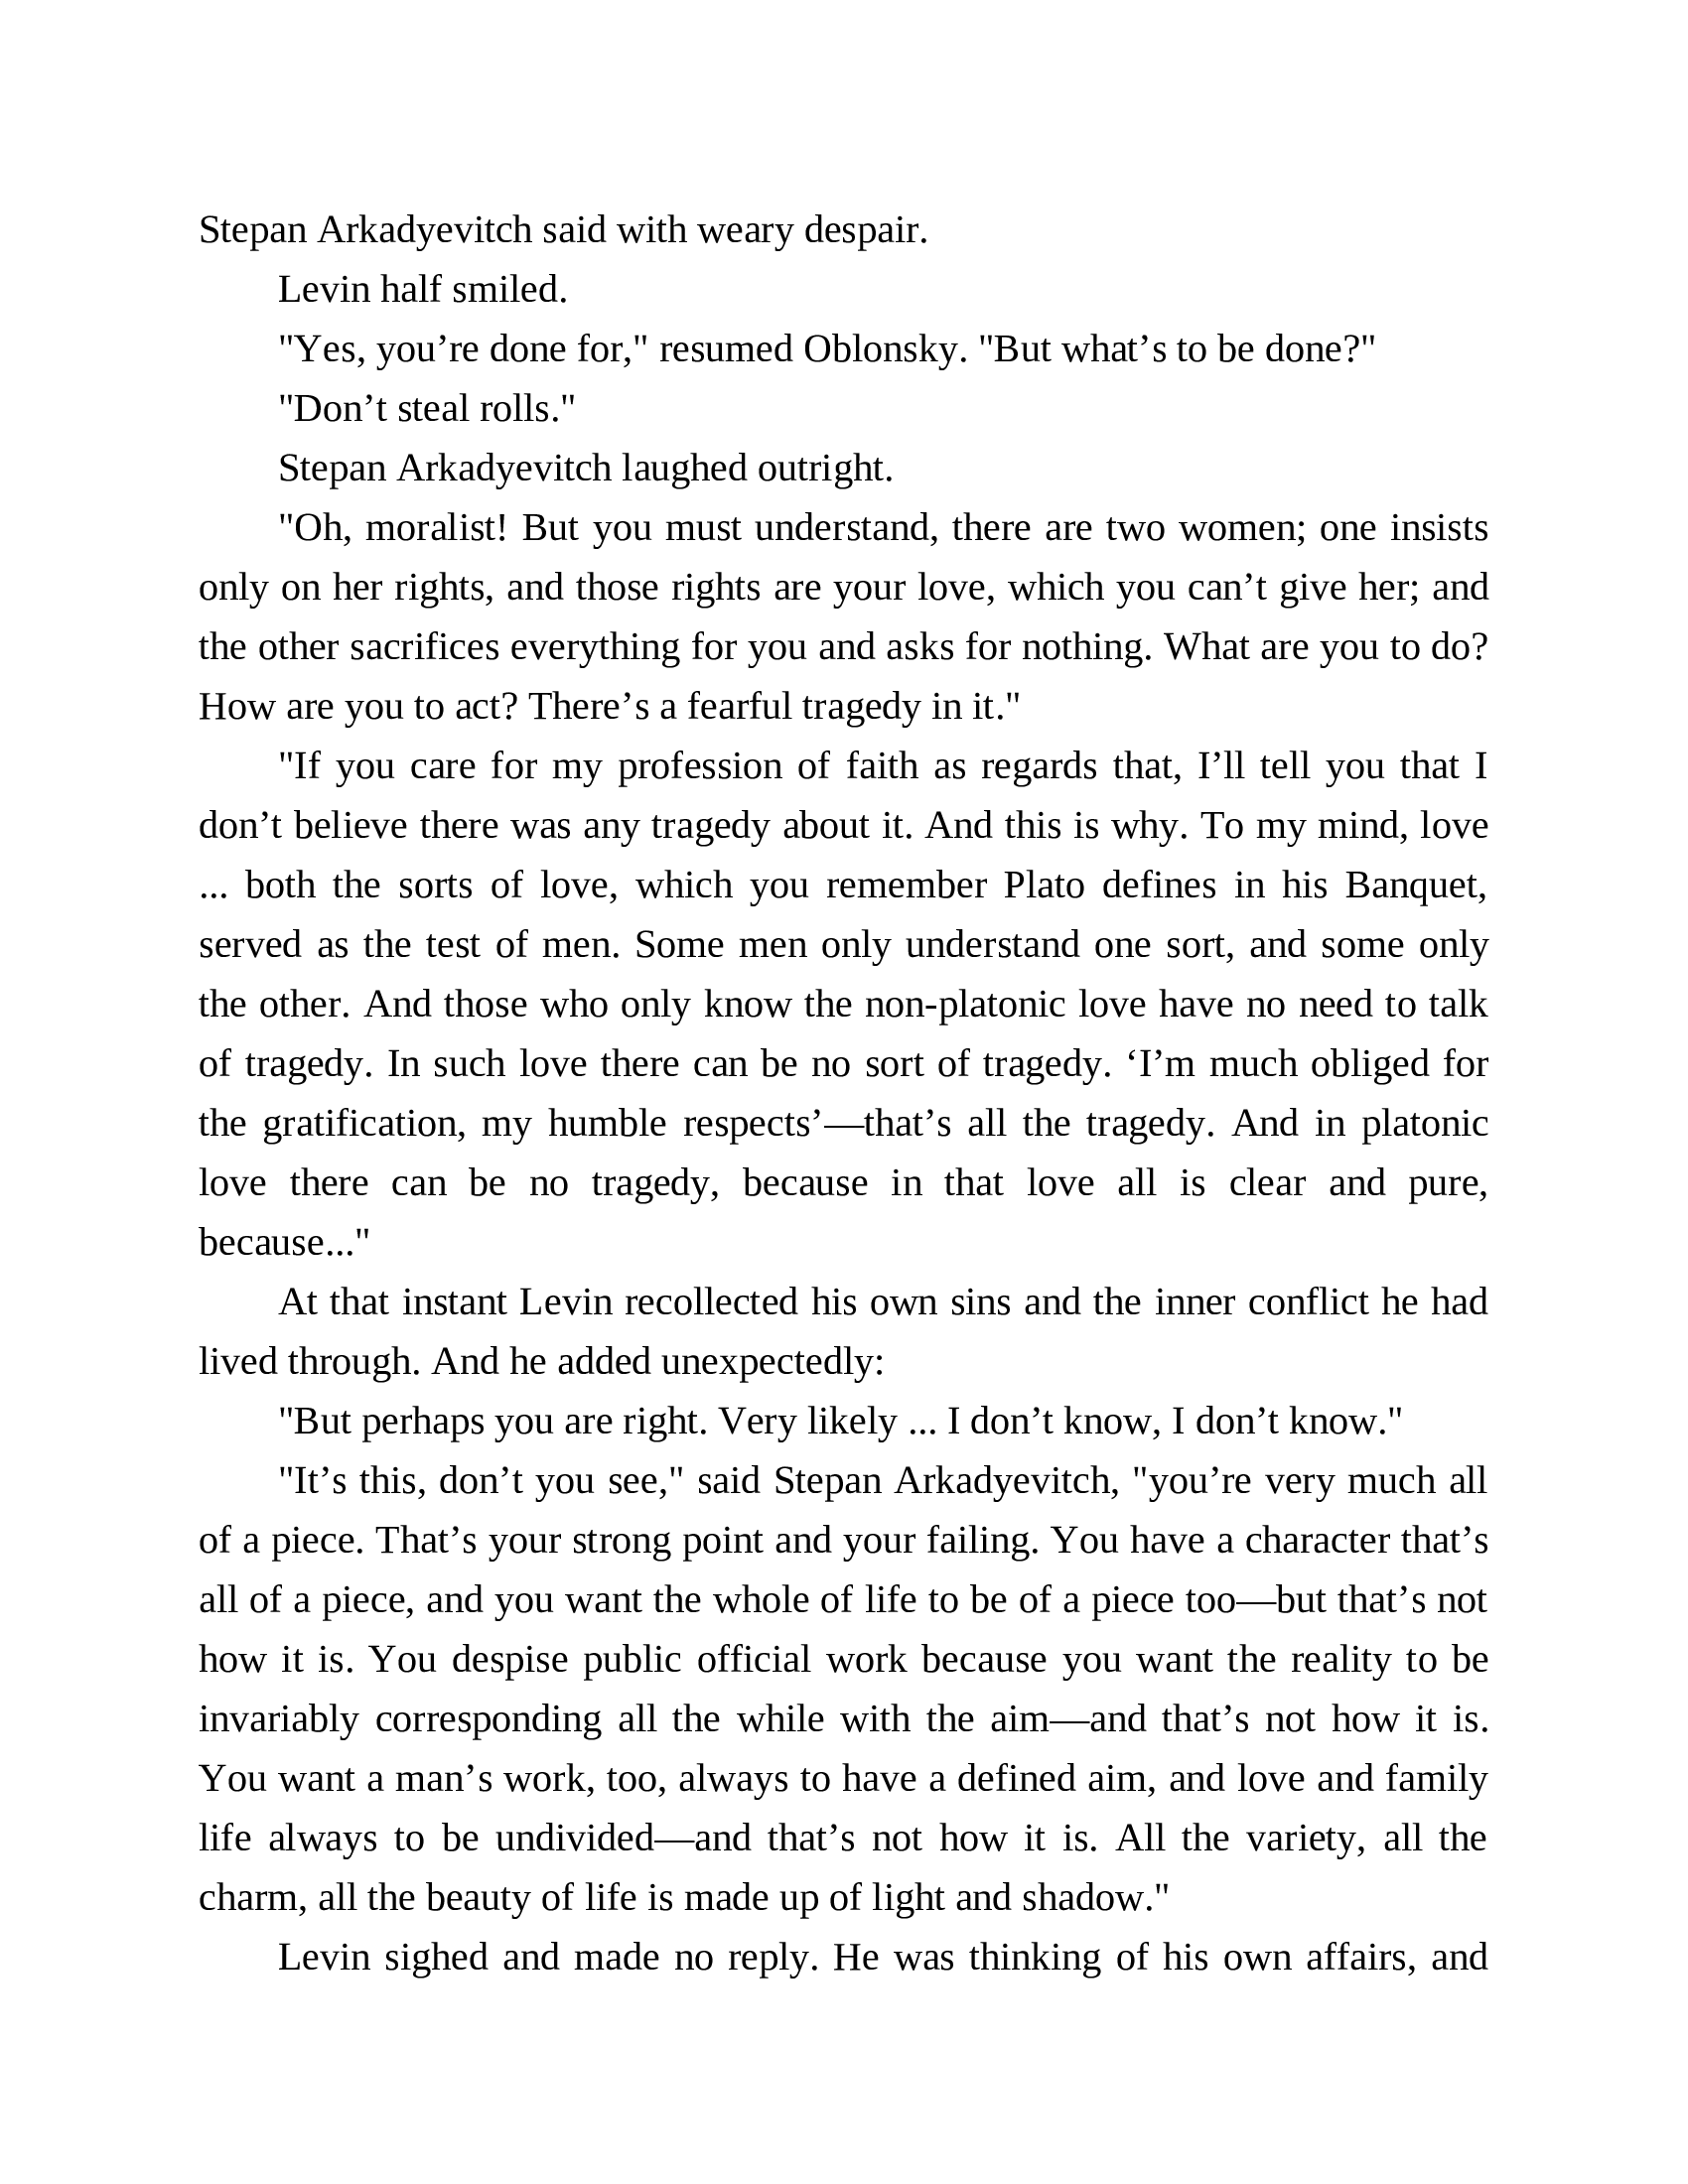 Stepan Arkadyevitch said with weary despair.
Levin half smiled.
"Yes, you’re done for," resumed Oblonsky. "But what’s to be done?"
"Don’t steal rolls."
Stepan Arkadyevitch laughed outright.
"Oh, moralist! But you must understand, there are two women; one insists
only on her rights, and those rights are your love, which you can’t give her; and
the other sacrifices everything for you and asks for nothing. What are you to do?
How are you to act? There’s a fearful tragedy in it."
"If you care for my profession of faith as regards that, I’ll tell you that I
don’t believe there was any tragedy about it. And this is why. To my mind, love
... both the sorts of love, which you remember Plato defines in his Banquet,
served as the test of men. Some men only understand one sort, and some only
the other. And those who only know the non-platonic love have no need to talk
of tragedy. In such love there can be no sort of tragedy. ‘I’m much obliged for
the gratification, my humble respects’—that’s all the tragedy. And in platonic
love there can be no tragedy, because in that love all is clear and pure,
because..."
At that instant Levin recollected his own sins and the inner conflict he had
lived through. And he added unexpectedly:
"But perhaps you are right. Very likely ... I don’t know, I don’t know."
"It’s this, don’t you see," said Stepan Arkadyevitch, "you’re very much all
of a piece. That’s your strong point and your failing. You have a character that’s
all of a piece, and you want the whole of life to be of a piece too—but that’s not
how it is. You despise public official work because you want the reality to be
invariably corresponding all the while with the aim—and that’s not how it is.
You want a man’s work, too, always to have a defined aim, and love and family
life always to be undivided—and that’s not how it is. All the variety, all the
charm, all the beauty of life is made up of light and shadow."
Levin sighed and made no reply. He was thinking of his own affairs, and